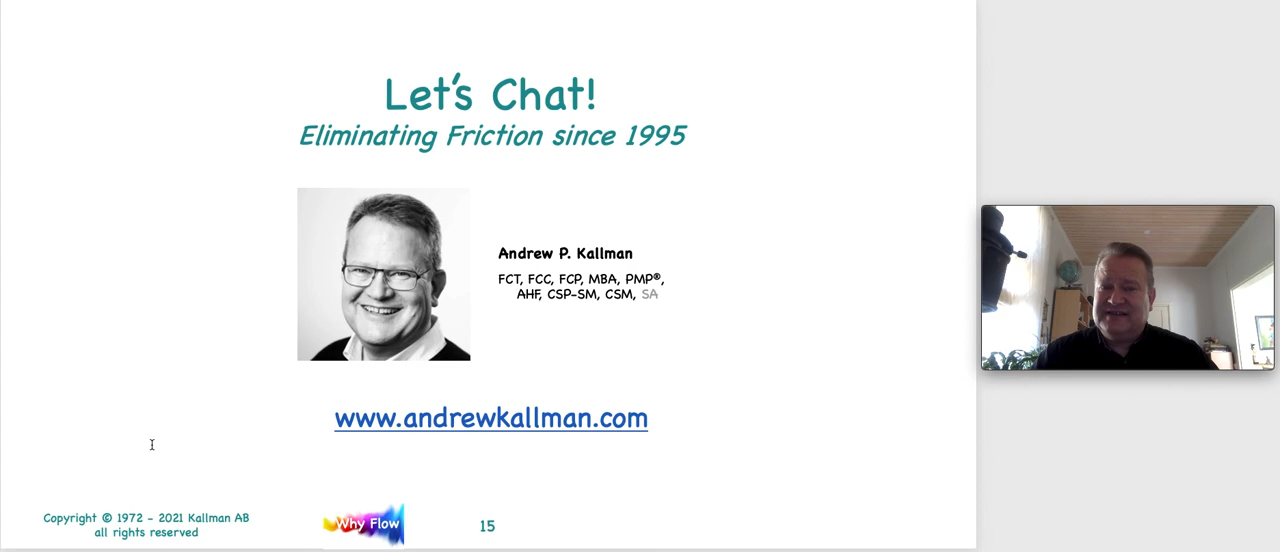 Let's Chat!
Eliminating Friction since 1995
Andrew P. Kallman
FCT, FCC, FCP, MBA, PMP®,
AHF, CSP-SM, CSM, SA
www.andrewkallman.com
Copyright © 1972 - 2021 Kallman AB
all rights reserved
Why Flow
15